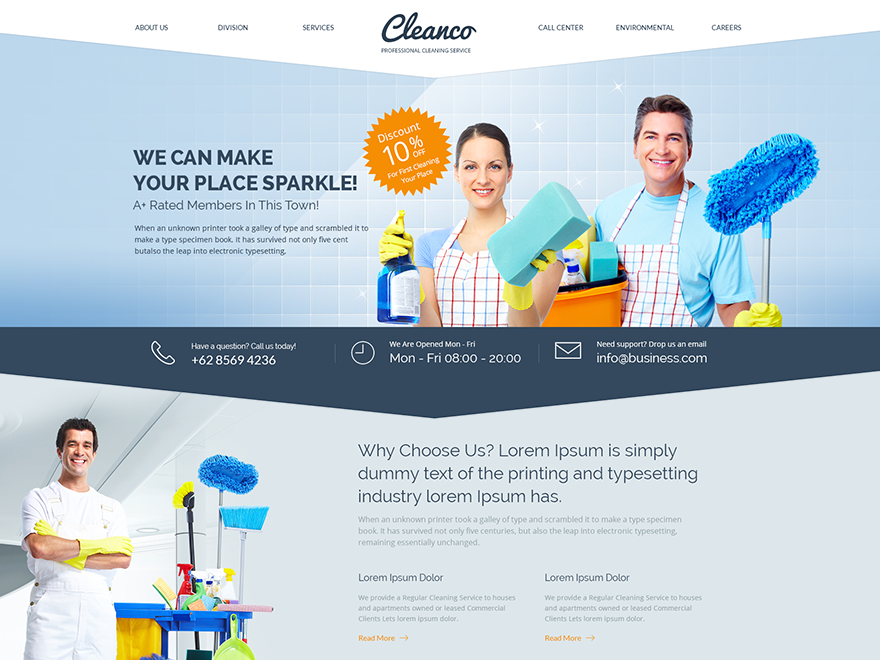 ABOUT US
DIVISION
SERVICES
Cleanco
PROFESSIONAL CLEANING SERVICE
CALL CENTER
ENVIRONMENTAL
CAREERS
WE CAN MAKE
YOUR PLACE SPARKLE!
A+ Rated Members In This Town!
When an unknown printer took a galley of type and scrambled it to
make a type specimen book. It has survived not only five cent
butalso the leap into electronic typesetting,
Discount
10% OFF
For First Cleaning
Your Place
Have a question? Call us today!
+62 8569 4236
We Are Opened Mon - Fri
Mon - Fri 08:00 - 20:00
Need support? Drop us an email
info@business.com
Why Choose Us? Lorem Ipsum is simply
dummy text of the printing and typesetting
industry lorem Ipsum has.
When an unknown printer took a galley of type and scrambled it to make a type specimen
book. It has survived not only five centuries, but also the leap into electronic typesetting,
remaining essentially unchanged.
Lorem Ipsum Dolor
We provide a Regular Cleaning Service to houses
and apartments owned or leased Commercial
Clients Lets lorem dolor.
Read More
Lorem Ipsum Dolor
We provide a Regular Cleaning Service to houses
and apartments owned or leased Commercial
Clients Lets lorem ipsum dolor.
Read More